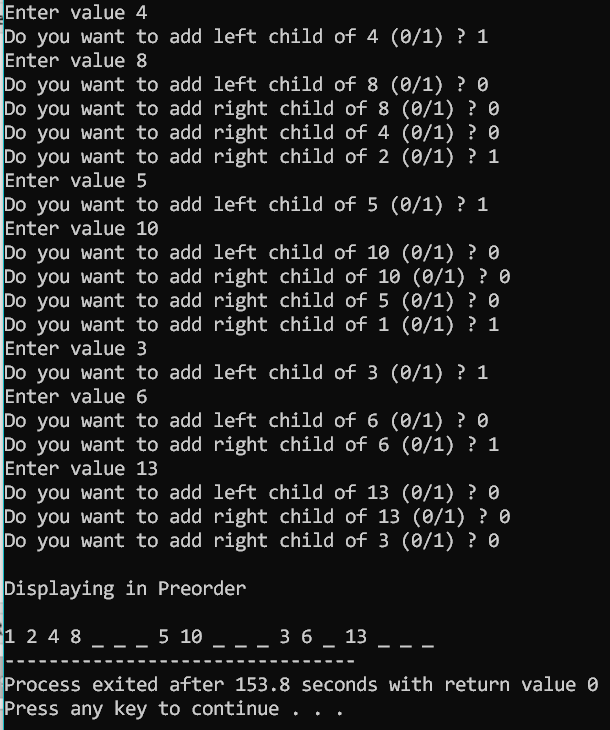 Enter value 4
Do you want to add left child of 4 (0/1) ? 1
Enter value 8
Do you want to add left child of 8 (0/1) ? 0
Do you want to add right child of 8 (0/1) ? 0
Do you want to add right child of 4 (0/1) ? 0
Do you want to add right child of 2 (0/1) ? 1
Enter value 5
Do you want to add left child of 5 (0/1) ? 1
Enter value 10
Do you want to add left child of 10 (0/1) ? 0
Do you want to add right child of 10 (0/1) ? 0
Do you want to add right child of 5 (0/1) ? 0
Do you want to add right child of 1 (0/1) ? 1
Enter value 3
Do you want to add left child of 3 (0/1) ? 1
Enter value 6
Do you want to add left child of 6 (0/1) ? 0
Do you want to add right child of 6 (0/1) ? 1
Enter value 13
Do you want to add left child of 13 (0/1) ? 0
Do you want to add right child of 13 (0/1) ? 0
Do you want to add right child of 3 (0/1) ? 0
Displaying in Preorder
1 2 4 8 _ _ _ 5 10 _ _ _ 3 6 _ 13 _ _ _
--------------------------------
Process exited after 153.8 seconds with return value 0
Press any key to continue . . .